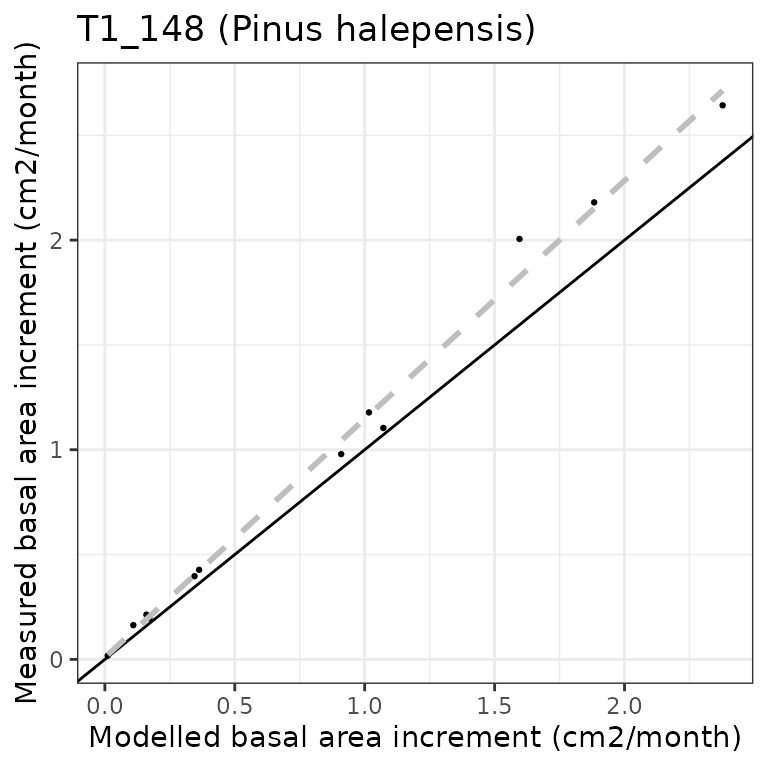 T1_148 (Pinus halepensis)
Measured basal area increment (cm2/month)
2
1
0
0.0 0.5 1.0 1.5 2.0
Modelled basal area increment (cm2/month)